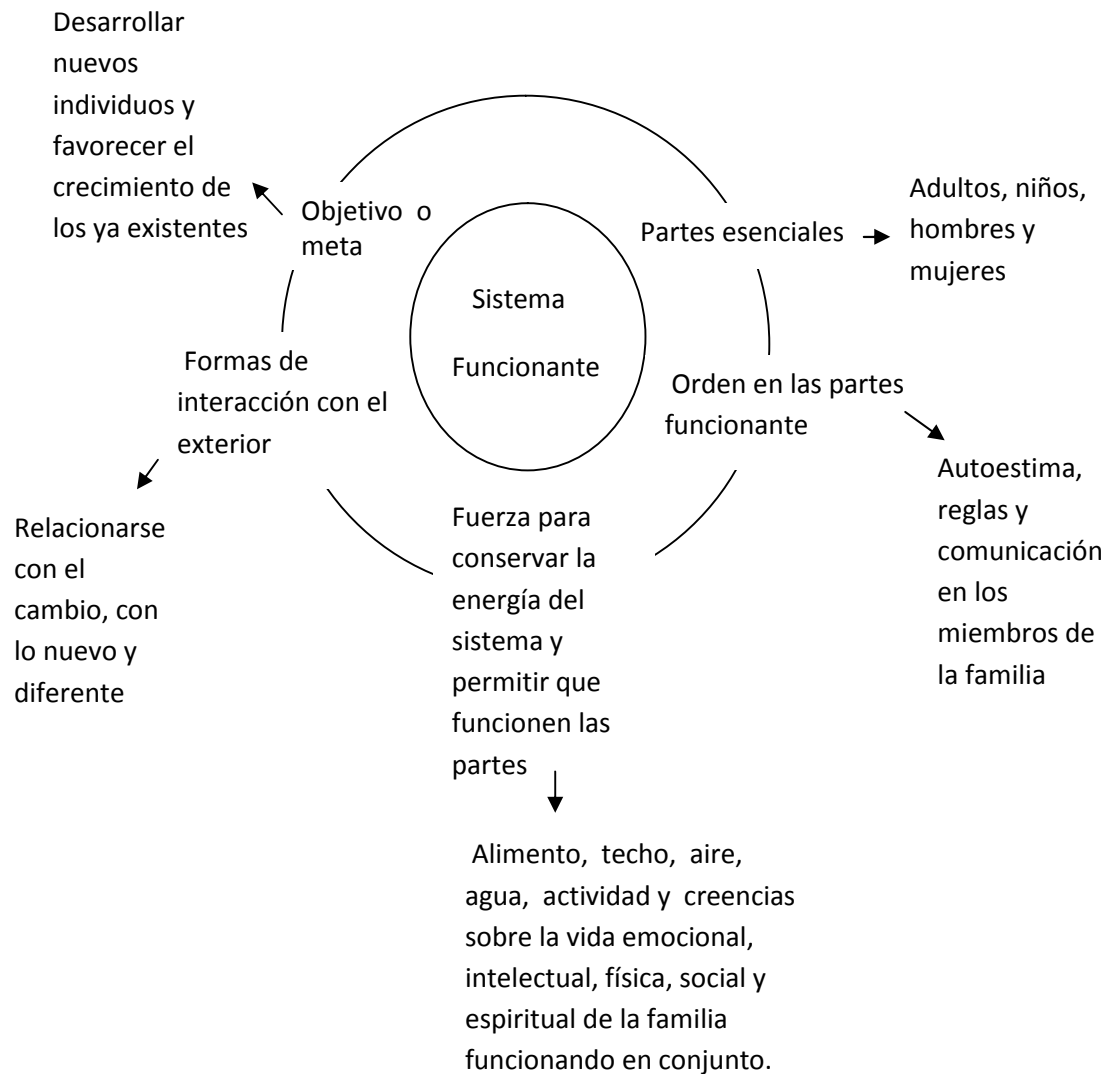 Desarrollar
nuevos
individuos y
favorecer el
crecimiento de
los ya existentes
Objetivo o
meta
Partes esenciales
Adultos, niños,
hombres y
mujeres
Sistema
Funcionante
Formas de
interacción con el
exterior
Orden en las partes
funcionante
Relacionarse
con el
cambio, con
lo nuevo y
diferente
Fuerza para
conservar la
energía del
sistema y
permitir que
funcionen las
partes
Autoestima,
reglas y
comunicación
en los
miembros de
la familia
Alimento, techo, aire,
agua, actividad y creencias
sobre la vida emocional,
intelectual, física, social y
espiritual de la familia
funcionando en conjunto.